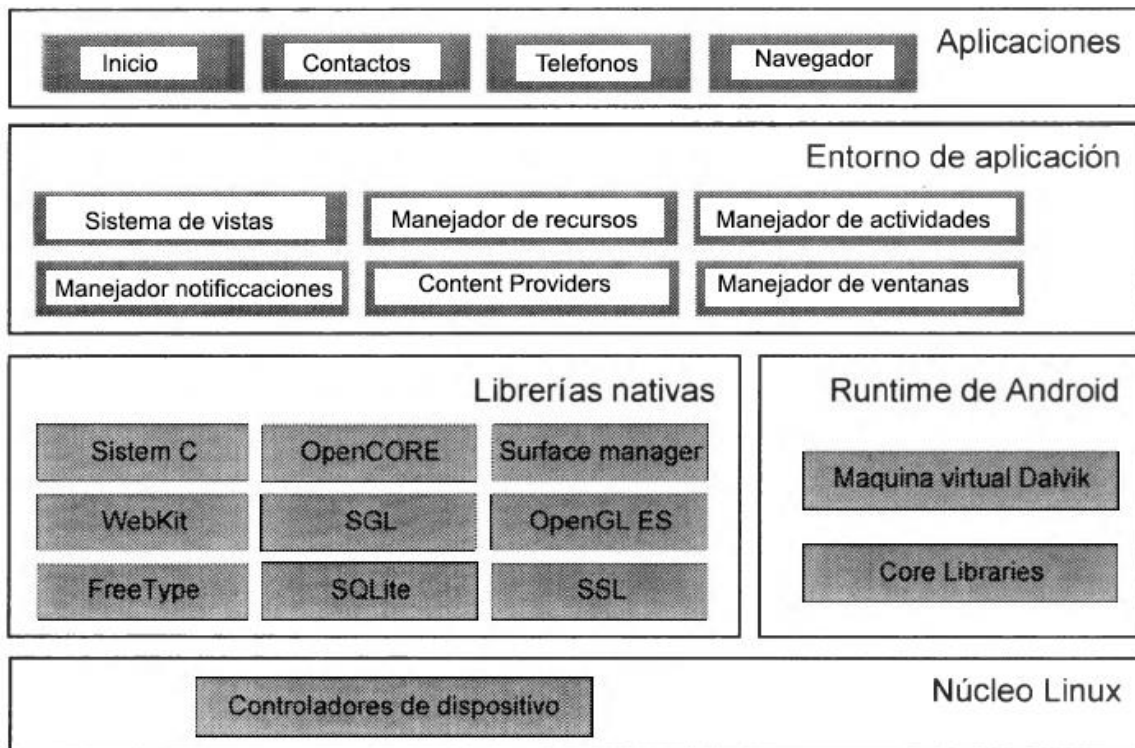 Aplicaciones
Inicio
Contactos
Telefonos
Navegador
Entorno de aplicación
Sistema de vistas
Manejador de recursos
Manejador de actividades
Manejador notificcaciones
Content Providers
Manejador de ventanas
Librerías nativas
Sistem C
OpenCORE
Surface manager
WebKit
SGL
OpenGL ES
FreeType
SQLite
SSL
Runtime de Android
Maquina virtual Dalvik
Core Libraries
Núcleo Linux
Controladores de dispositivo